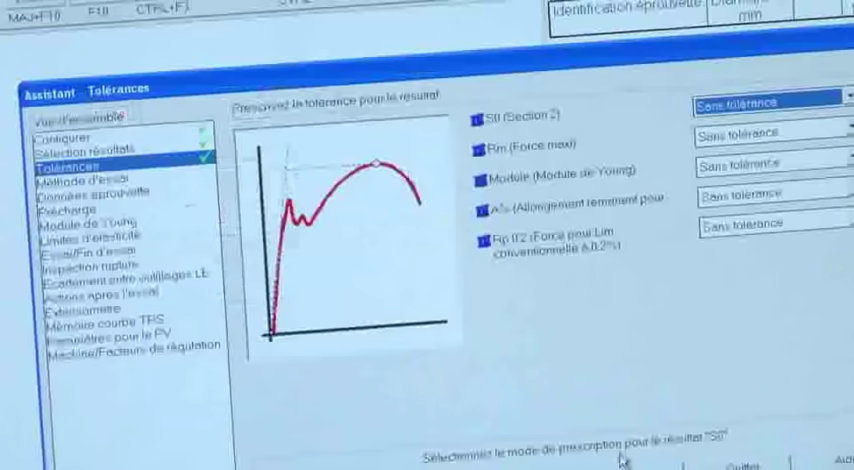 MAJ+F10 F10 CTRL+F1
Identification éprouvette
mm
Assistant Tolérances
Vue d'ensemble
Configurer
Sélection résultats
Tolérances
Méthode d'essai
Données éprouvette
Précharge
Module de Young
Limites d'élasticité
Essai/Fin d'essai
Inspection rupture
Ecartement entre outillages LE
Actions après l'essai
Extensomètre
Mémoire courbe TRS
Paramètres pour le PV
Machine/Facteurs de régulation
Prescrivez la tolérance pour le résultat
S0 (Section 2)
Sans tolérance
Rm (Force maxi)
Sans tolérance
Module (Module de Young)
Sans tolérance
A% (Allongement rémanent pour
Sans tolérance
Rp 0.2 (Force pour Lim
conventionnelle à 0.2%)
Sans tolérance
Sélectionnez le mode de prescription pour le résultat "S0"
Quitter